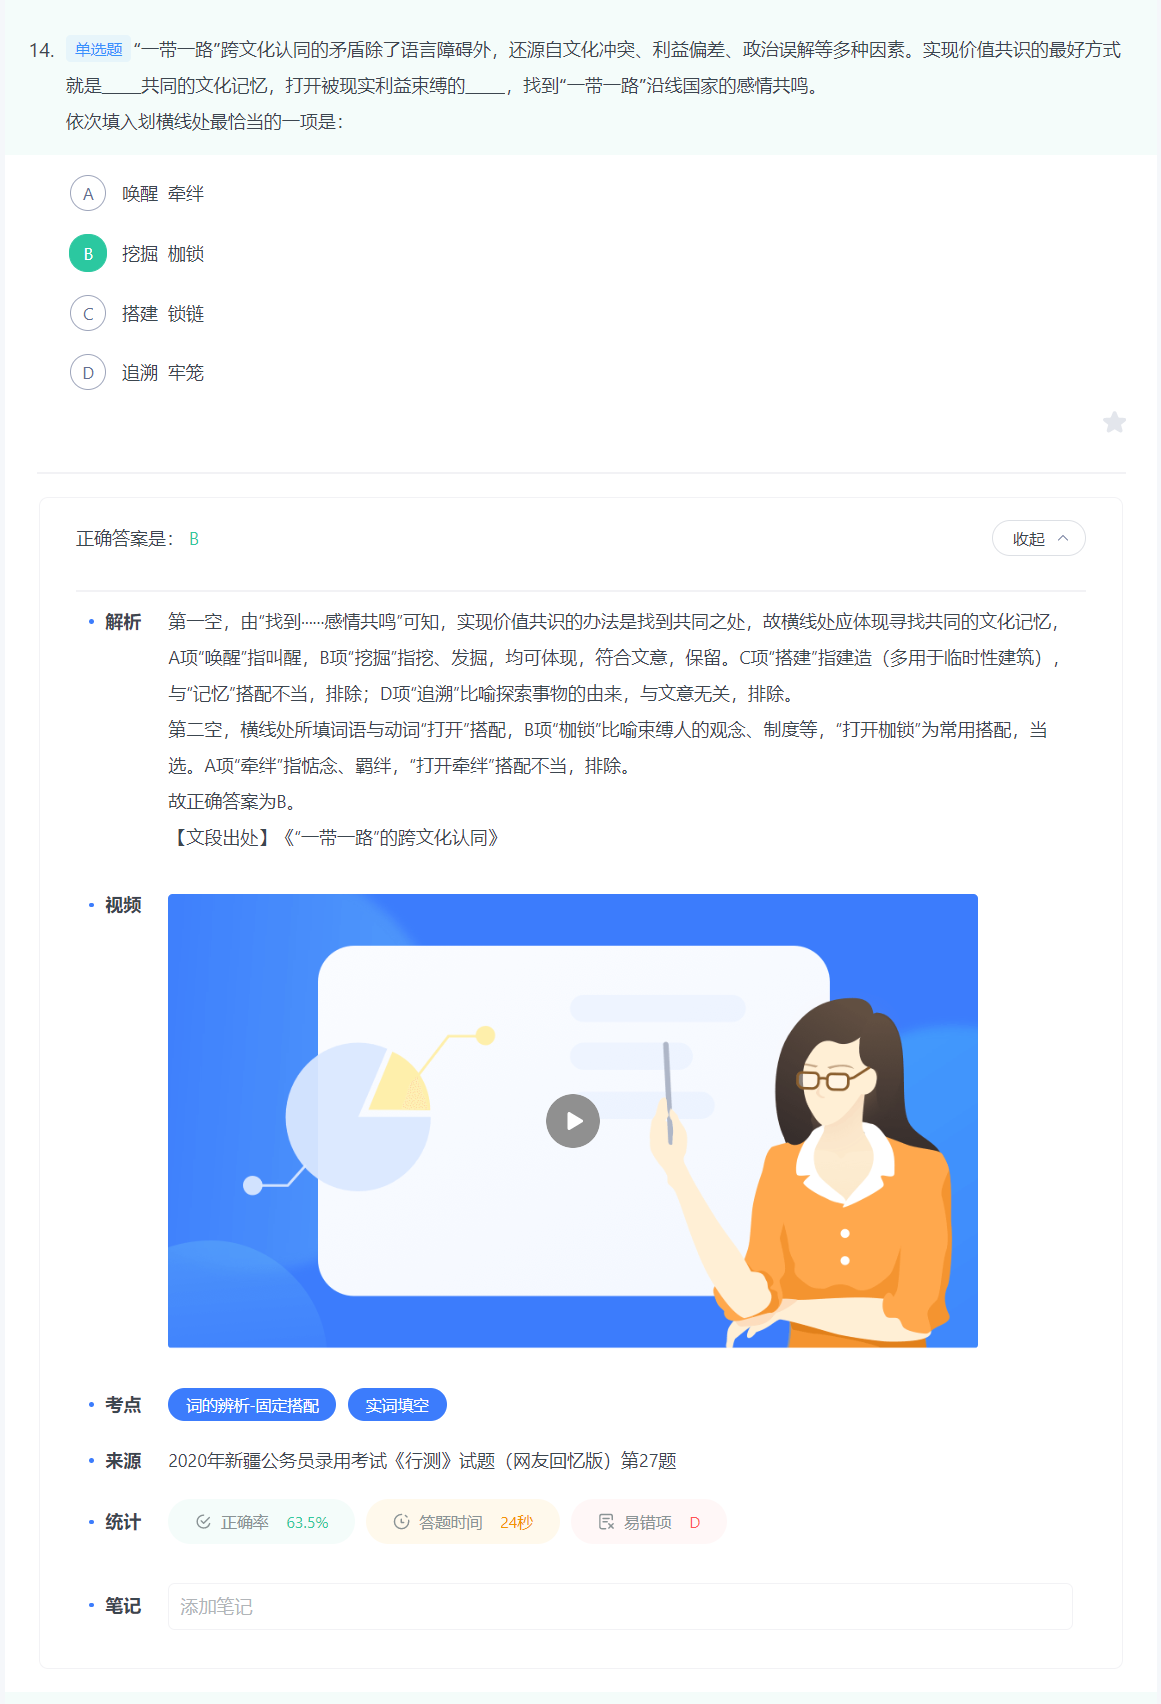 14. 单选题 “一带一路”跨文化认同的矛盾除了语言障碍外，还源自文化冲突、利益偏差、政治误解等多种因素。实现价值共识的最好方式
就是____共同的文化记忆，打开被现实利益束缚的____，找到“一带一路”沿线国家的感情共鸣。
依次填入划横线处最恰当的一项是：
A 唤醒 牵绊
B 挖掘 枷锁
C 搭建 锁链
D 追溯 牢笼
正确答案是： B
收起
解析 第一空，由“找到……感情共鸣”可知，实现价值共识的办法是找到共同之处，故横线处应体现寻找共同的文化记忆，
A项“唤醒”指叫醒，B项“挖掘”指挖、发掘，均可体现，符合文意，保留。C项“搭建”指建造（多用于临时性建筑），
与“记忆”搭配不当，排除；D项“追溯”比喻探索事物的由来，与文意无关，排除。
第二空，横线处所填词语与动词“打开”搭配，B项“枷锁”比喻束缚人的观念、制度等，“打开枷锁”为常用搭配，当
选。A项“牵绊”指惦念、羁绊，“打开牵绊”搭配不当，排除。
故正确答案为B。
【文段出处】《“一带一路”的跨文化认同》
视频
考点 词的辨析-固定搭配 实词填空
来源 2020年新疆公务员录用考试《行测》试题（网友回忆版）第27题
统计 正确率 63.5% 答题时间 24秒 易错项 D
笔记 添加笔记